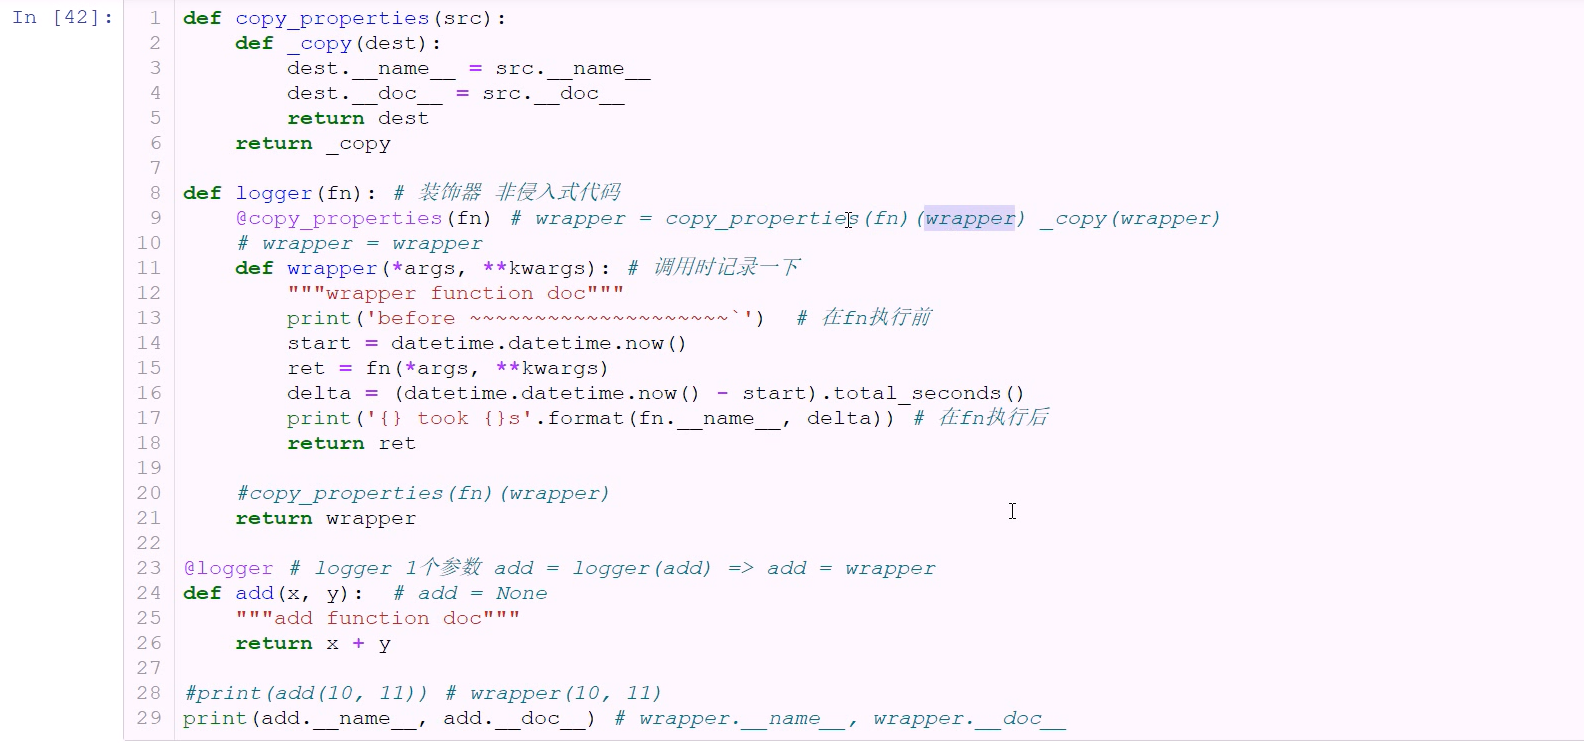 In [42]:
1 def copy_properties(src):
2     def _copy(dest):
3         dest.__name__ = src.__name__
4         dest.__doc__ = src.__doc__
5         return dest
6     return _copy
7
8 def logger(fn): # 装饰器 非侵入式代码
9     @copy_properties(fn) # wrapper = copy_properties(fn)(wrapper) _copy(wrapper)
10     # wrapper = wrapper
11     def wrapper(*args, **kwargs): # 调用时记录一下
12         """wrapper function doc"""
13         print('before ~~~~~~~~~~~~~~~~~~~~`')  # 在fn执行前
14         start = datetime.datetime.now()
15         ret = fn(*args, **kwargs)
16         delta = (datetime.datetime.now() - start).total_seconds()
17         print('{} took {}s'.format(fn.__name__, delta)) # 在fn执行后
18         return ret
19
20     #copy_properties(fn)(wrapper)
21     return wrapper
22
23 @logger # logger 1个参数 add = logger(add) => add = wrapper
24 def add(x, y):  # add = None
25     """add function doc"""
26     return x + y
27
28 #print(add(10, 11)) # wrapper(10, 11)
29 print(add.__name__, add.__doc__) # wrapper.__name__, wrapper.__doc__